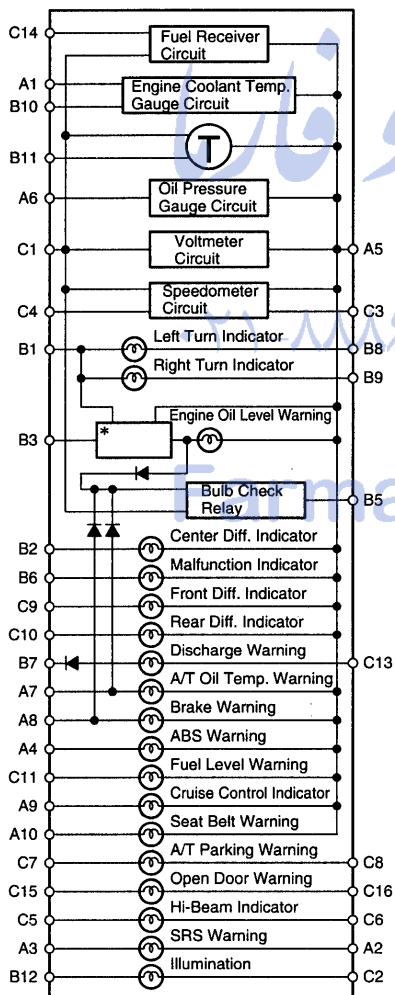 C14
Fuel Receiver
Circuit
A1
B10
Engine Coolant Temp.
Gauge Circuit
B11
T
A6
Oil Pressure
Gauge Circuit
C1
Voltmeter
Circuit
A5
C4
Speedometer
Circuit
C3
B1
Left Turn Indicator
B8
Right Turn Indicator
B9
Engine Oil Level Warning
B3
*
Bulb Check
Relay
B5
B2
Center Diff. Indicator
B6
Malfunction Indicator
C9
Front Diff. Indicator
C10
Rear Diff. Indicator
B7
Discharge Warning
C13
A7
A/T Oil Temp. Warning
A8
Brake Warning
A4
ABS Warning
C11
Fuel Level Warning
A9
Cruise Control Indicator
A10
Seat Belt Warning
C7
A/T Parking Warning
C8
C15
Open Door Warning
C16
C5
Hi-Beam Indicator
C6
A3
SRS Warning
A2
B12
Illumination
C2